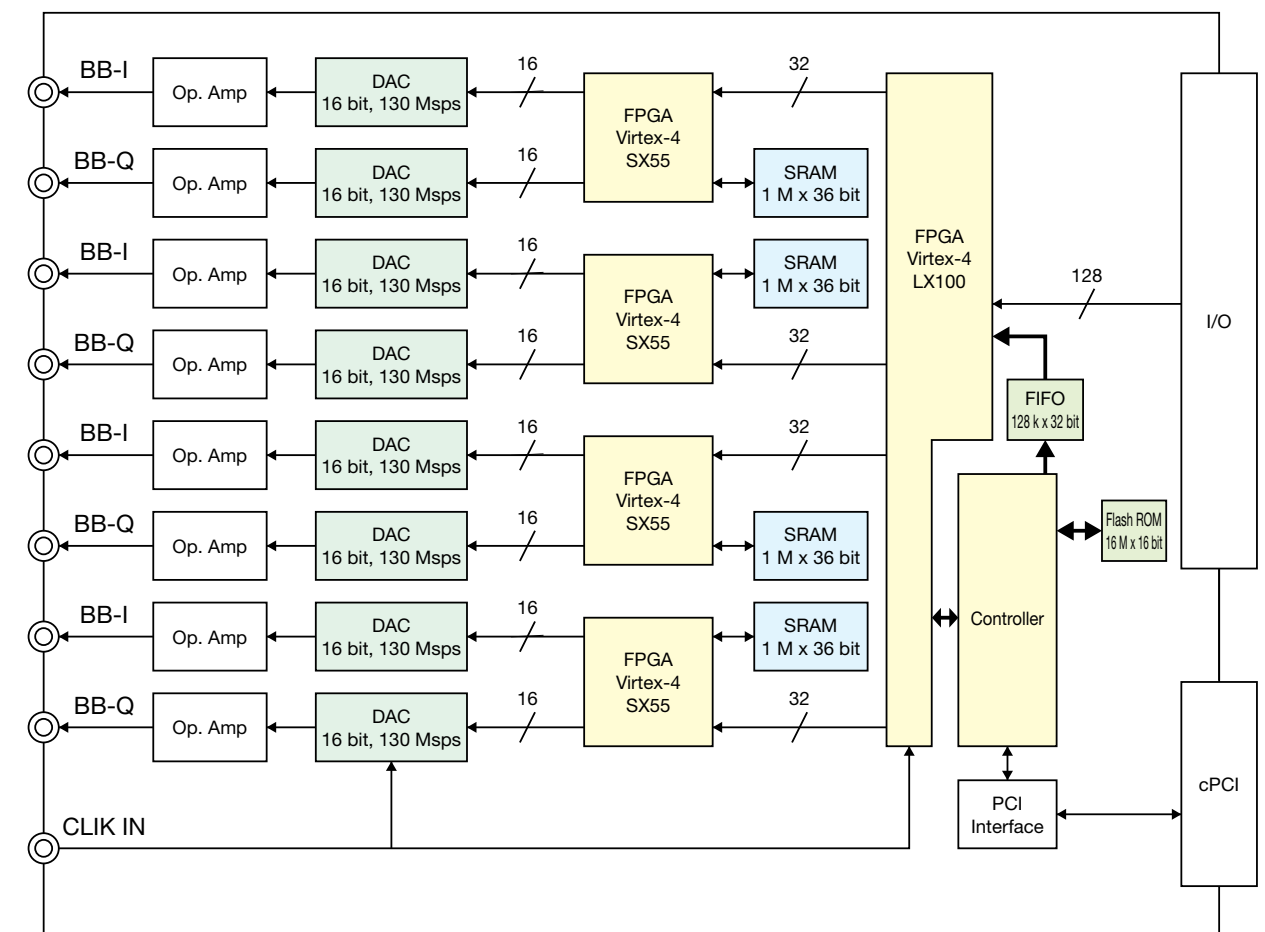 BB-I
Op. Amp
DAC
16 bit, 130 Msps
16
FPGA
Virtex-4
SX55
32
BB-Q
Op. Amp
DAC
16 bit, 130 Msps
16
SRAM
1 M x 36 bit
BB-I
Op. Amp
DAC
16 bit, 130 Msps
16
FPGA
Virtex-4
SX55
SRAM
1 M x 36 bit
BB-Q
Op. Amp
DAC
16 bit, 130 Msps
16
32
BB-I
Op. Amp
DAC
16 bit, 130 Msps
16
FPGA
Virtex-4
SX55
32
BB-Q
Op. Amp
DAC
16 bit, 130 Msps
16
SRAM
1 M x 36 bit
BB-I
Op. Amp
DAC
16 bit, 130 Msps
16
FPGA
Virtex-4
SX55
SRAM
1 M x 36 bit
BB-Q
Op. Amp
DAC
16 bit, 130 Msps
16
32
CLIK IN
FPGA
Virtex-4
LX100
128
I/O
FIFO
128 k x 32 bit
Flash ROM
16 M x 16 bit
Controller
PCI
Interface
cPCI